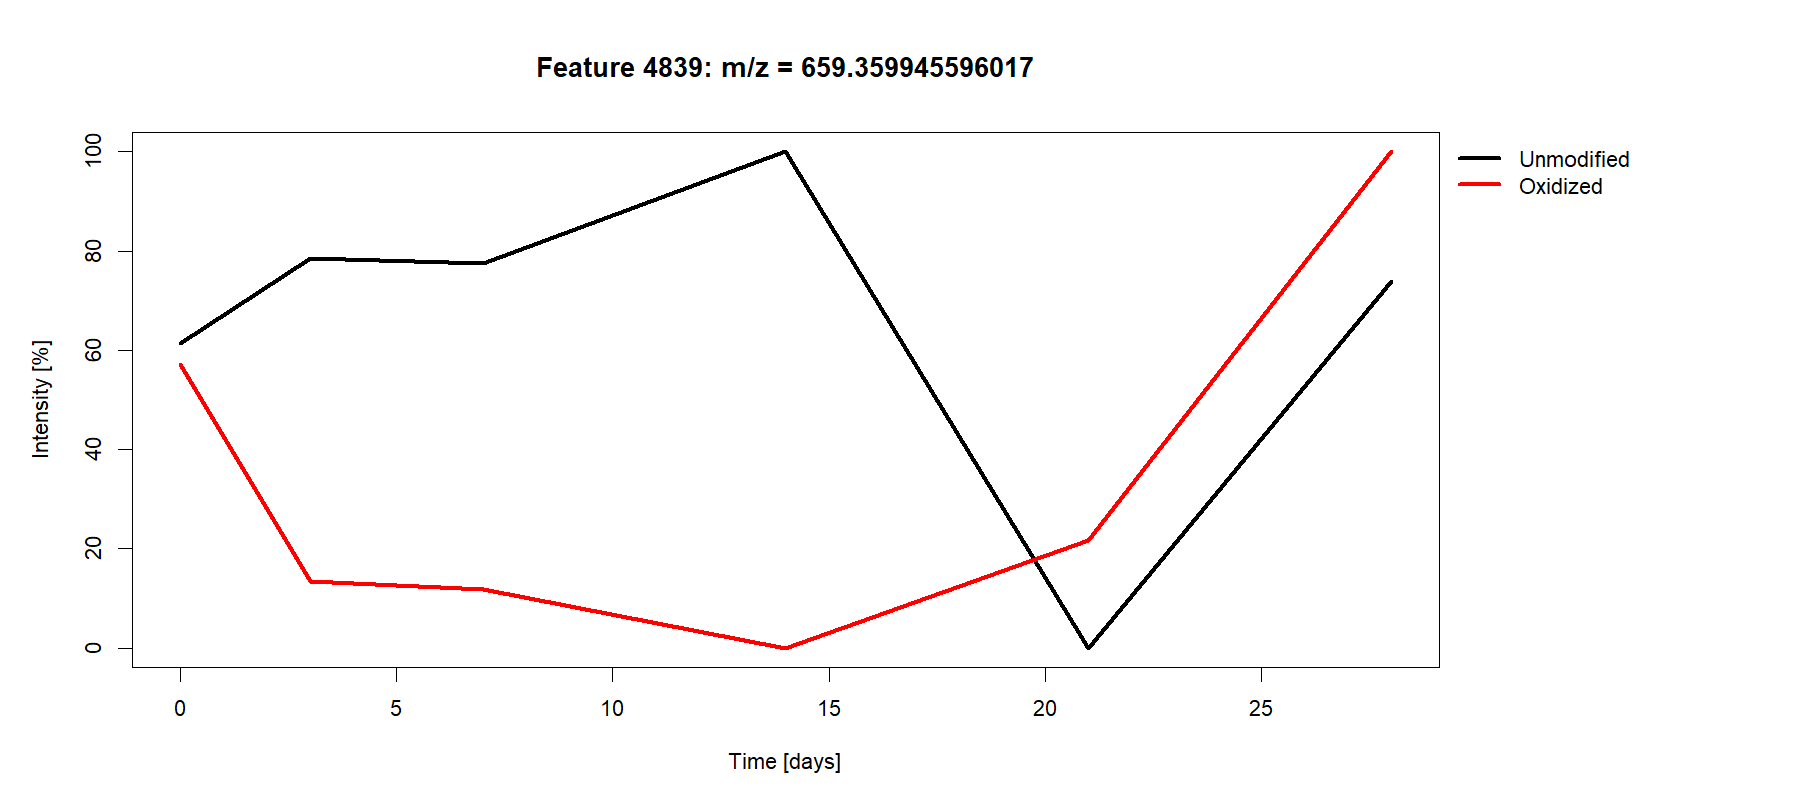 Feature 4839: m/z = 659.359945596017
Unmodified
Oxidized
Intensity [%]
100
80
60
40
20
0
0 5 10 15 20 25
Time [days]